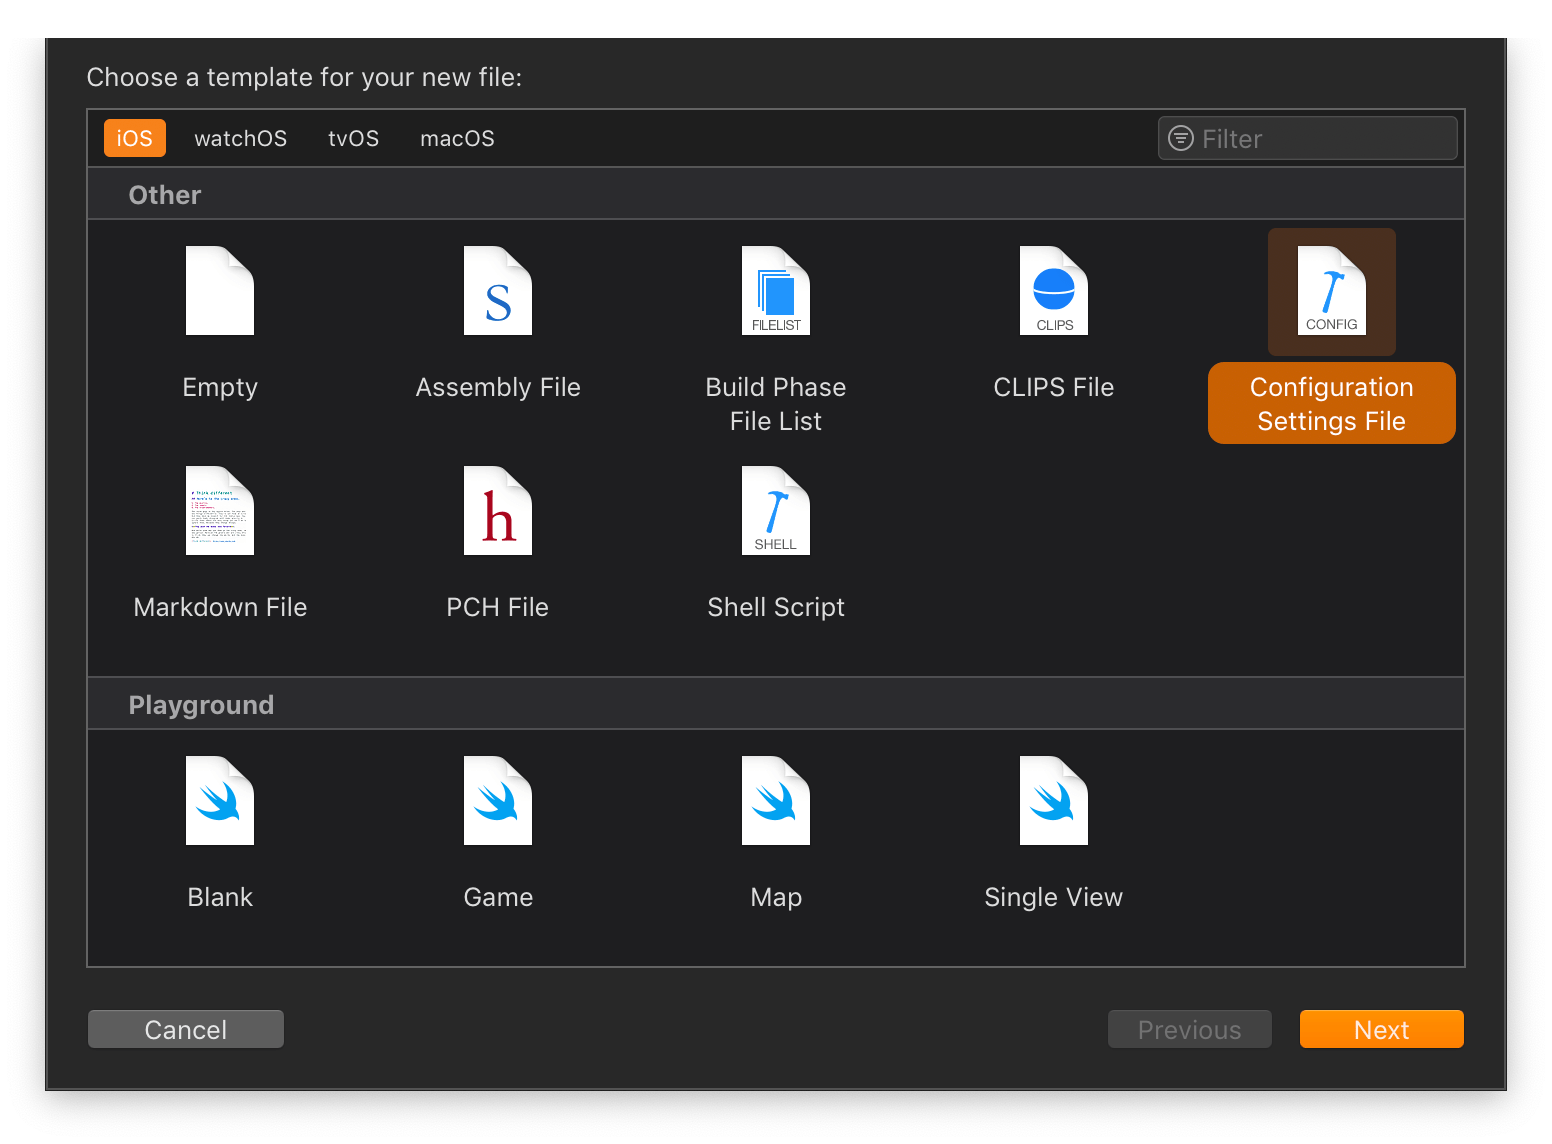 Choose a template for your new file:
iOS watchOS tvOS macOS Filter
Other
S FILELIST CLIPS CONFIG
Empty Assembly File Build Phase File List CLIPS File Configuration Settings File
# Think different
h SHELL
Markdown File PCH File Shell Script
Playground
Blank Game Map Single View
Cancel Previous Next